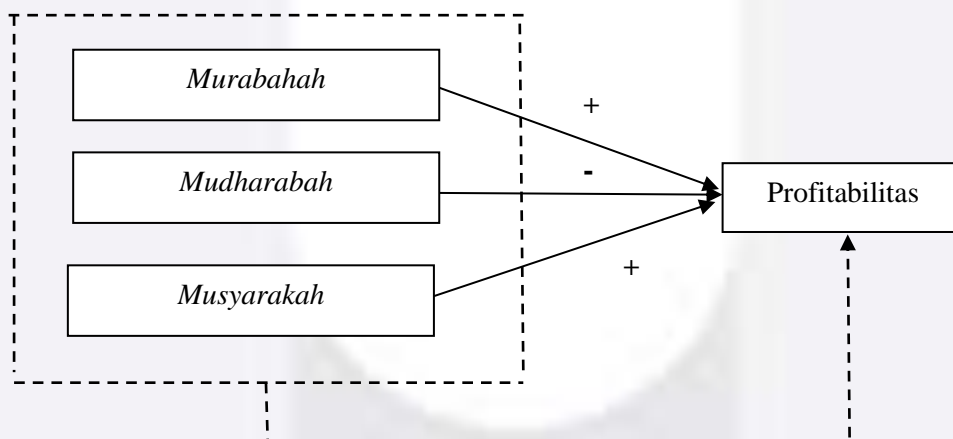 Murabahah
+
Mudharabah
-
Profitabilitas
Musyarakah
+